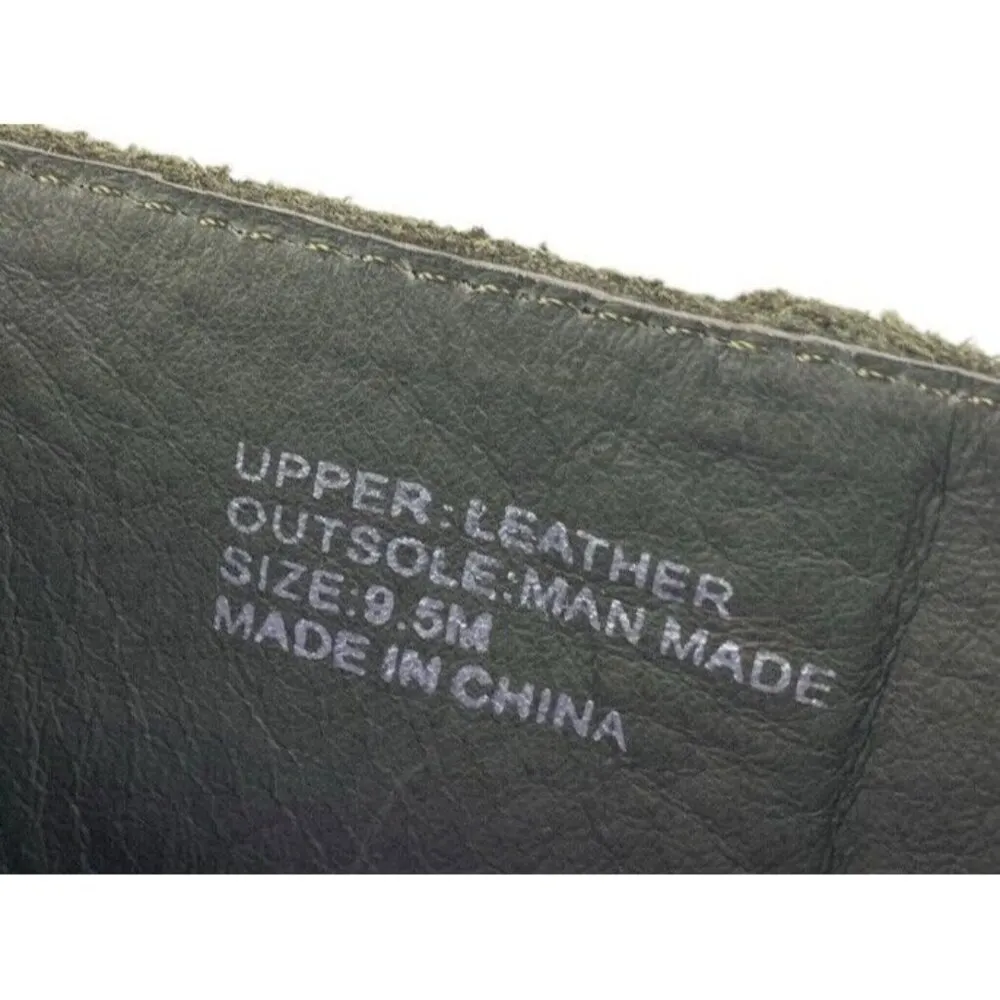 UPPER:LEATHER
OUTSOLE:MAN MADE
SIZE:9.5M
MADE IN CHINA